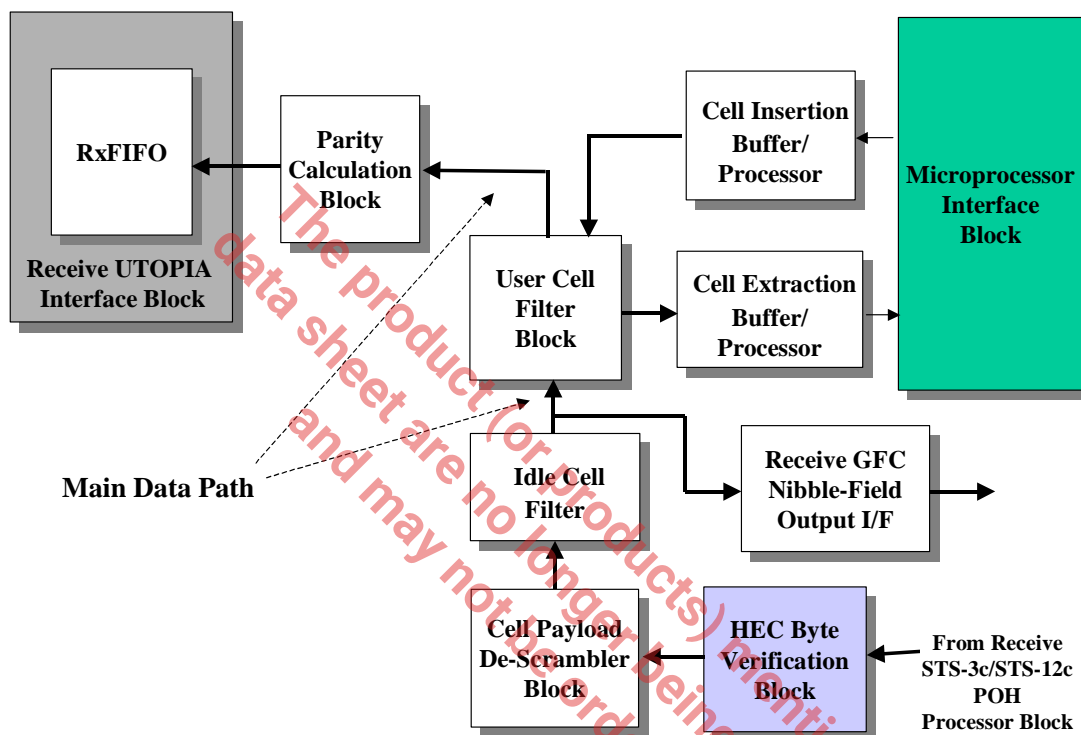 RxFIFO
Receive UTOPIA
Interface Block
Parity
Calculation
Block
Cell Insertion
Buffer/
Processor
Microprocessor
Interface
Block
User Cell
Filter
Block
Cell Extraction
Buffer/
Processor
Main Data Path
Idle Cell
Filter
Receive GFC
Nibble-Field
Output I/F
Cell Payload
De-Scrambler
Block
HEC Byte
Verification
Block
From Receive
STS-3c/STS-12c
POH
Processor Block
The product (or products) menti
data sheet are no longer being
and may not be ord